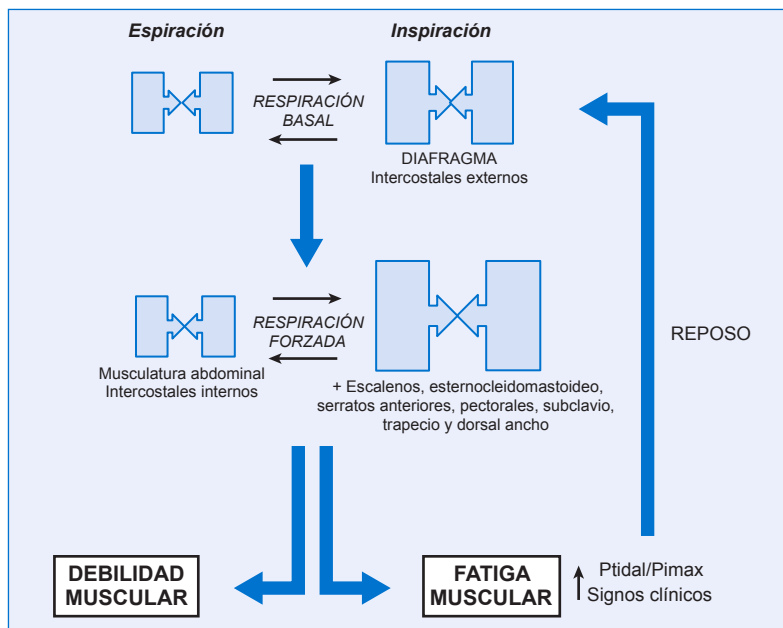 Espiración
Inspiración
RESPIRACIÓN
BASAL
DIAFRAGMA
Intercostales externos
RESPIRACIÓN
FORZADA
Musculatura abdominal
Intercostales internos
+ Escalenos, esternocleidomastoideo,
serratos anteriores, pectorales, subclavio,
trapecio y dorsal ancho
REPOSO
DEBILIDAD
MUSCULAR
FATIGA
MUSCULAR
Ptidal/Pimax
Signos clínicos